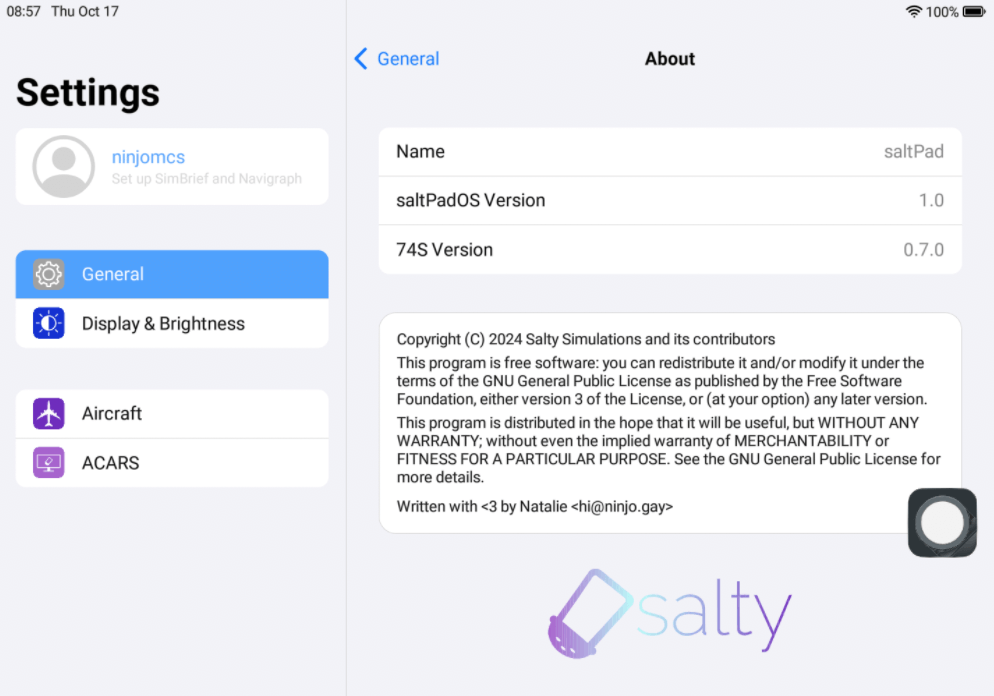 08:57 Thu Oct 17
100%
Settings
ninjomcs
Set up SimBrief and Navigraph
General
Display & Brightness
Aircraft
ACARS
General
About
Name saltPad
saltPadOS Version 1.0
74S Version 0.7.0
Copyright (C) 2024 Salty Simulations and its contributors
This program is free software: you can redistribute it and/or modify it under the
terms of the GNU General Public License as published by the Free Software
Foundation, either version 3 of the License, or (at your option) any later version.
This program is distributed in the hope that it will be useful, but WITHOUT ANY
WARRANTY; without even the implied warranty of MERCHANTABILITY or
FITNESS FOR A PARTICULAR PURPOSE. See the GNU General Public License for
more details.
Written with <3 by Natalie <hi@ninjo.gay>
salty